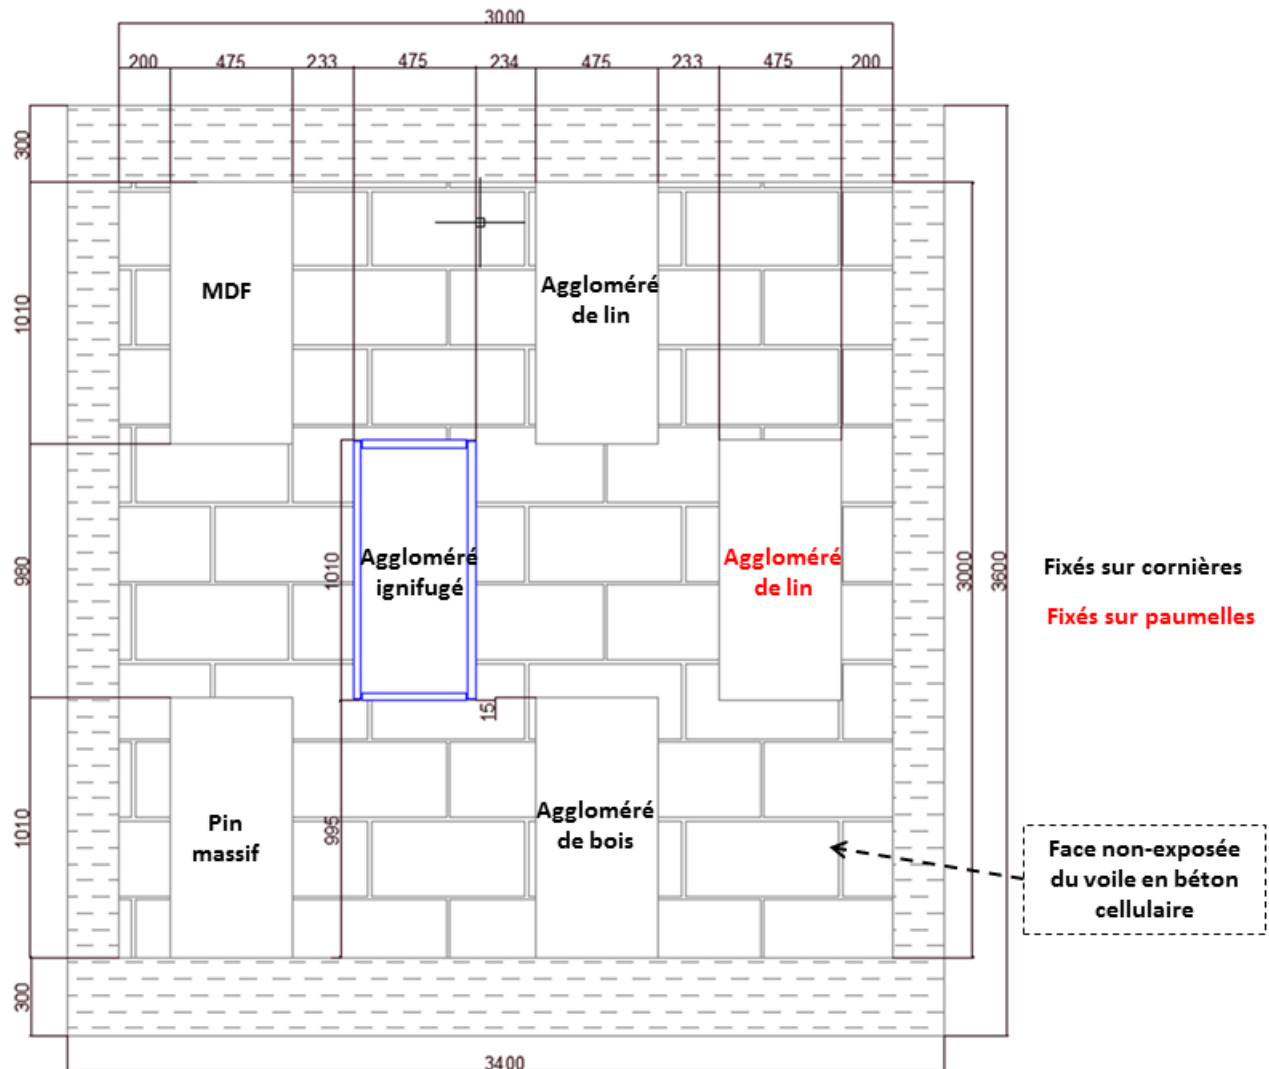 3000
200 475 233 475 234 475 233 475 200
300
MDF
Aggloméré
de lin
1010
Aggloméré
ignifugé
Aggloméré
de lin
980
1010
3000
3600
Fixés sur cornières
Fixés sur paumelles
15
Pin
massif
Aggloméré
de bois
1010
995
Face non-exposée
du voile en béton
cellulaire
300
3400